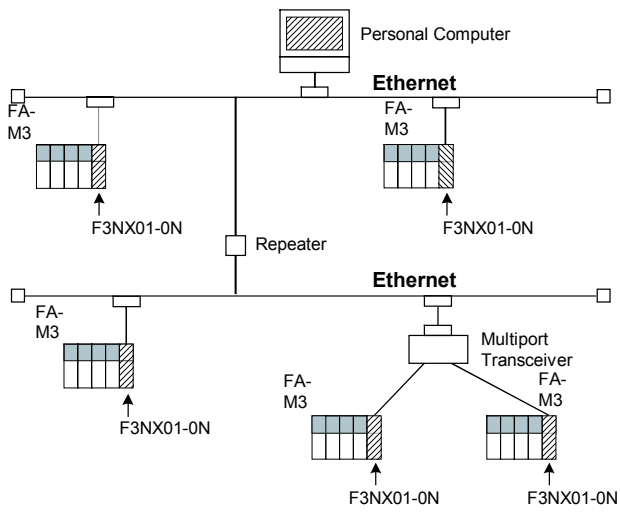 Personal Computer
Ethernet
FA-
M3
FA-
M3
F3NX01-0N
F3NX01-0N
Repeater
Ethernet
FA-
M3
Multiport
Transceiver
FA-
M3
FA-
M3
F3NX01-0N
F3NX01-0N
F3NX01-0N